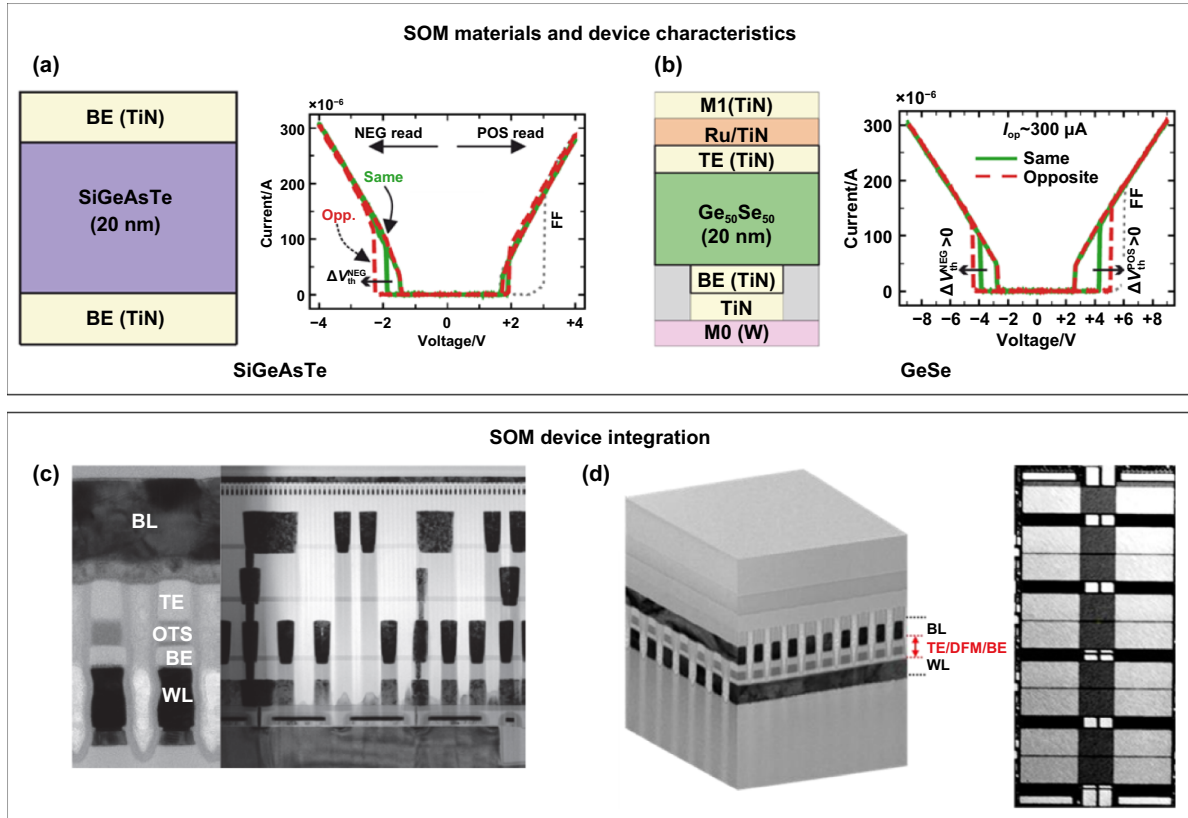 SOM materials and device characteristics
(a)
BE (TiN)
SiGeAsTe
(20 nm)
BE (TiN)
×10⁻⁶
300
200
100
0
Current/A
NEG read
POS read
Same
Opp.
FF
ΔV_th^NEG
−4
−2
0
+2
+4
Voltage/V
SiGeAsTe
(b)
M1(TiN)
Ru/TiN
TE (TiN)
Ge₅₀Se₅₀
(20 nm)
BE (TiN)
TiN
M0 (W)
×10⁻⁶
300
200
100
0
Current/A
I_op~300 μA
Same
Opposite
FF
ΔV_th^NEG>0
ΔV_th^POS>0
−8
−6
−4
−2
0
+2
+4
+6
+8
Voltage/V
GeSe
SOM device integration
(c)
BL
TE
OTS
BE
WL
(d)
BL
TE/DFM/BE
WL